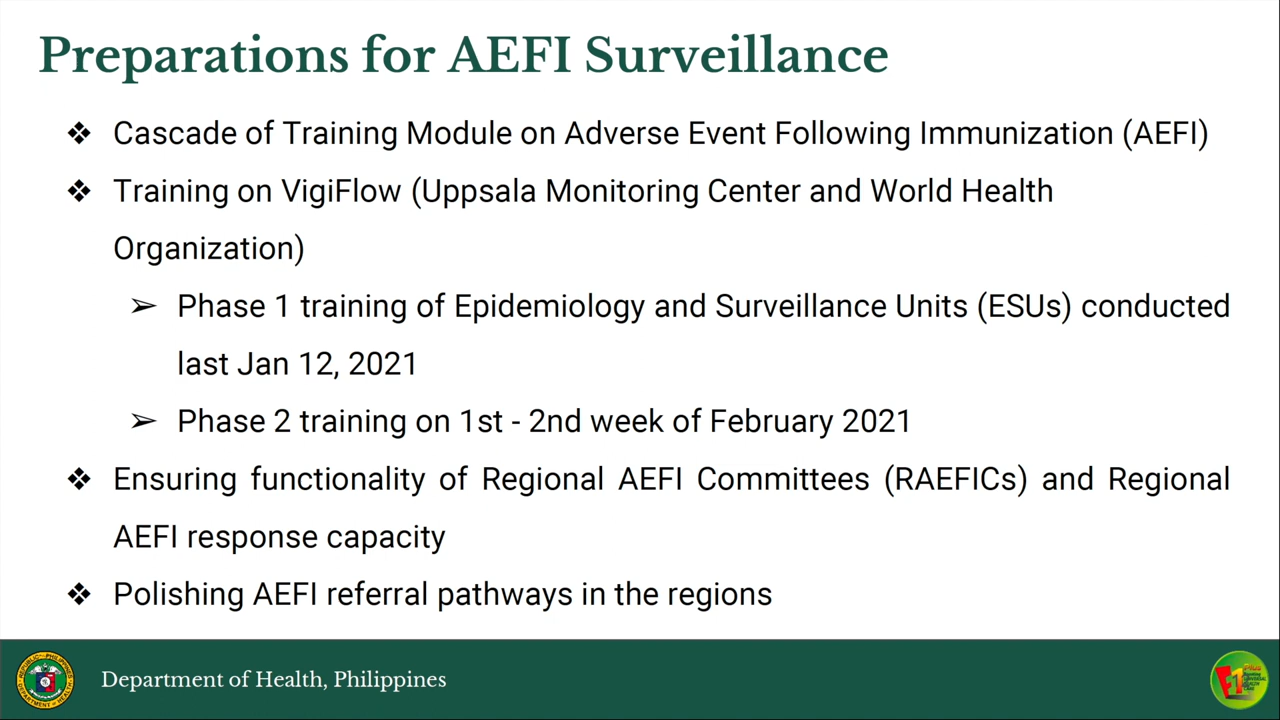 Preparations for AEFI Surveillance
❖ Cascade of Training Module on Adverse Event Following Immunization (AEFI)
❖ Training on VigiFlow (Uppsala Monitoring Center and World Health
Organization)
➢ Phase 1 training of Epidemiology and Surveillance Units (ESUs) conducted
last Jan 12, 2021
➢ Phase 2 training on 1st - 2nd week of February 2021
❖ Ensuring functionality of Regional AEFI Committees (RAEFICs) and Regional
AEFI response capacity
❖ Polishing AEFI referral pathways in the regions
Department of Health, Philippines